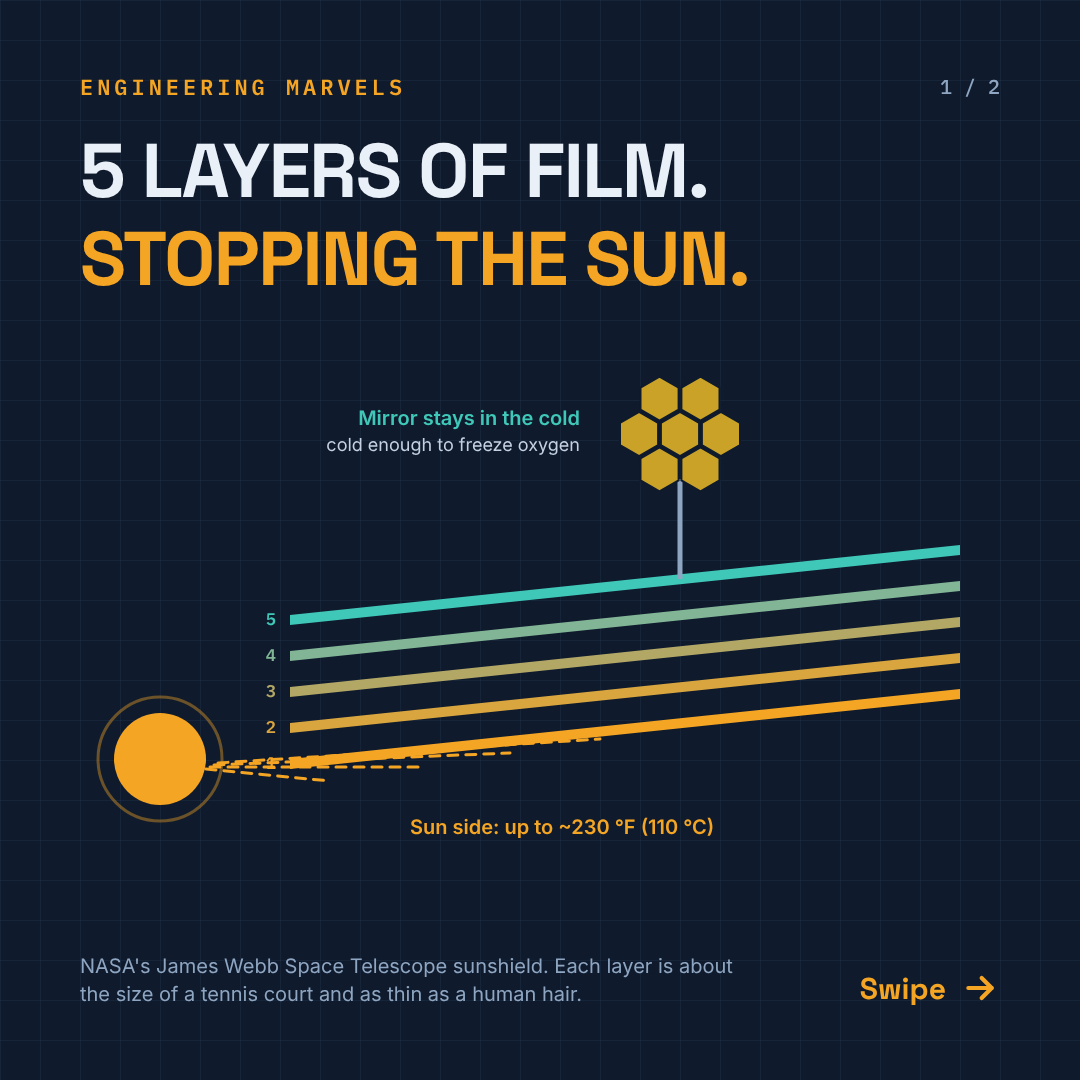 ENGINEERING MARVELS
1 / 2
5 LAYERS OF FILM.
STOPPING THE SUN.
Mirror stays in the cold
cold enough to freeze oxygen
5
4
3
2
Sun side: up to ~230 °F (110 °C)
NASA's James Webb Space Telescope sunshield. Each layer is about
the size of a tennis court and as thin as a human hair.
Swipe →